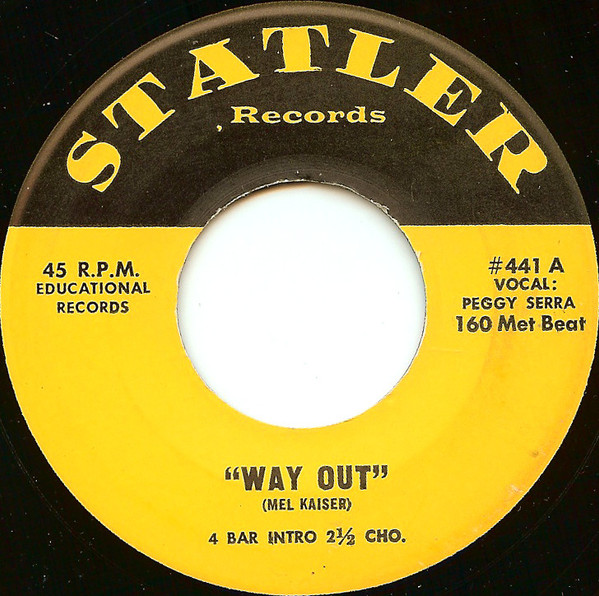 STATLER
Records
45 R.P.M.
EDUCATIONAL
RECORDS
#441 A
VOCAL:
PEGGY SERRA
160 Met Beat
"WAY OUT"
(MEL KAISER)
4 BAR INTRO 2½ CHO.